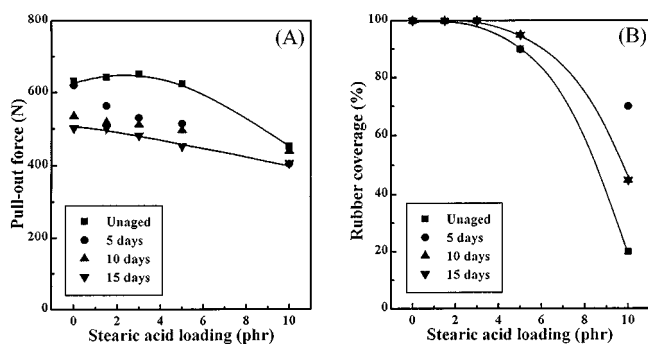 (A)
Pull-out force (N)
800
600
400
200
0
Unaged
5 days
10 days
15 days
0 2 4 6 8 10
Stearic acid loading (phr)
(B)
Rubber coverage (%)
100
80
60
40
20
0
Unaged
5 days
10 days
15 days
0 2 4 6 8 10
Stearic acid loading (phr)